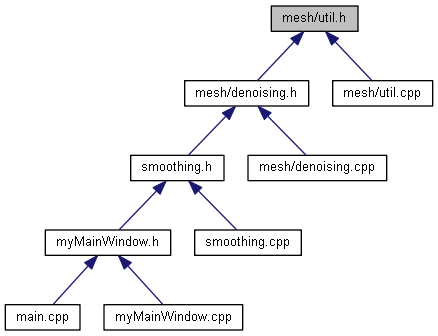 mesh/util.h
mesh/denoising.h
mesh/util.cpp
smoothing.h
mesh/denoising.cpp
myMainWindow.h
smoothing.cpp
main.cpp
myMainWindow.cpp